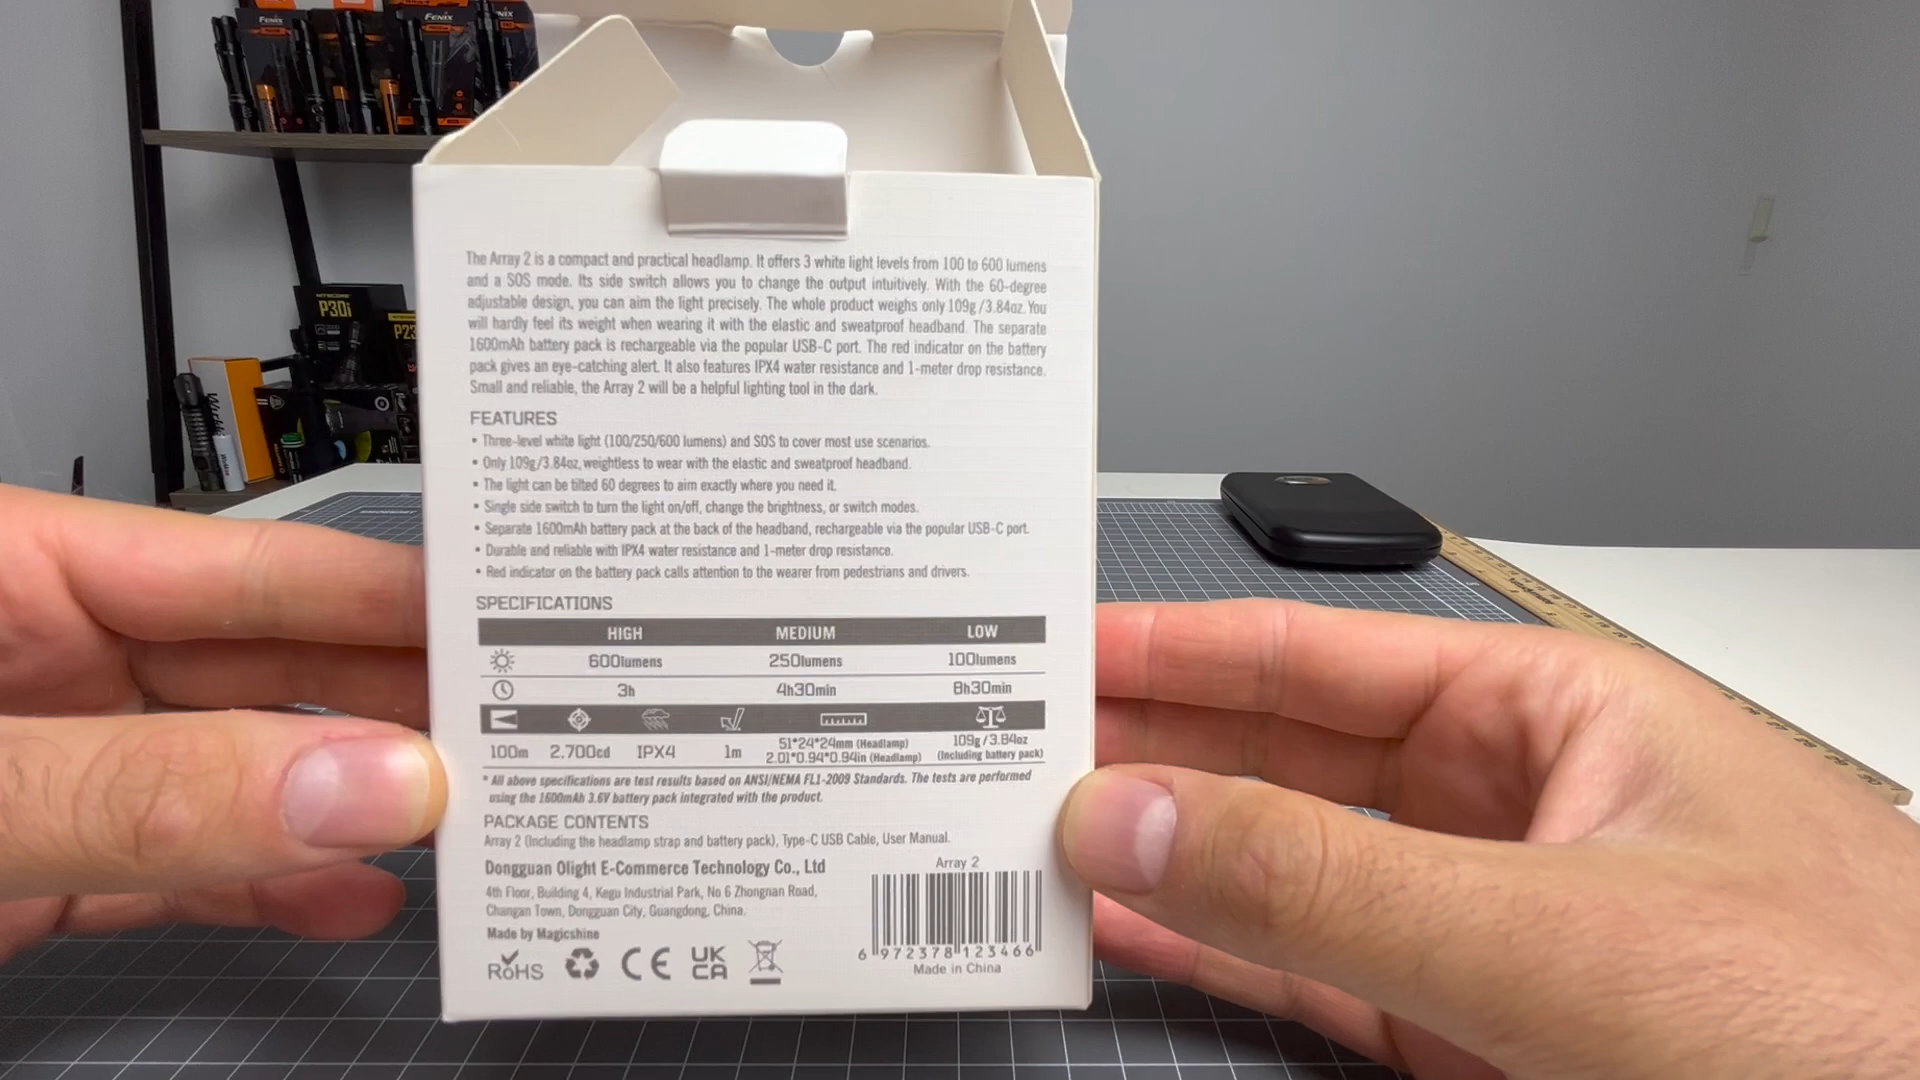 FENIX
FENIX
NITECORE
P30i
P23
The Array 2 is a compact and practical headlamp. It offers 3 white light levels from 100 to 600 lumens
and a SOS mode. Its side switch allows you to change the output intuitively. With the 60-degree
adjustable design, you can aim the light precisely. The whole product weighs only 109g/3.84oz. You
will hardly feel its weight when wearing it with the elastic and sweatproof headband. The separate
1600mAh battery pack is rechargeable via the popular USB-C port. The red indicator on the battery
pack gives an eye-catching alert. It also features IPX4 water resistance and 1-meter drop resistance.
Small and reliable, the Array 2 will be a helpful lighting tool in the dark.
FEATURES
• Three-level white light (100/250/600 lumens) and SOS to cover most use scenarios.
• Only 109g/3.84oz, weightless to wear with the elastic and sweatproof headband.
• The light can be tilted 60 degrees to aim exactly where you need it.
• Single side switch to turn the light on/off, change the brightness, or switch modes.
• Separate 1600mAh battery pack at the back of the headband, rechargeable via the popular USB-C port.
• Durable and reliable with IPX4 water resistance and 1-meter drop resistance.
• Red indicator on the battery pack calls attention to the wearer from pedestrians and drivers.
SPECIFICATIONS
HIGH MEDIUM LOW
600lumens 250lumens 100lumens
3h 4h30min 8h30min
100m 2,700cd IPX4 1m 51*24*24mm (Headlamp) 109g/3.84oz
2.01*0.94*0.94in (Headlamp) (Including battery pack)
* All above specifications are test results based on ANSI/NEMA FL1-2009 Standards. The tests are performed
using the 1600mAh 3.6V battery pack integrated with the product.
PACKAGE CONTENTS
Array 2 (Including the headlamp strap and battery pack), Type-C USB Cable, User Manual.
Dongguan Olight E-Commerce Technology Co., Ltd
4th Floor, Building 4, Kegu Industrial Park, No 6 Zhongnan Road,
Changan Town, Dongguan City, Guangdong, China.
Made by Magicshine
RoHS CE UK CA
Array 2
6 972378 123466
Made in China